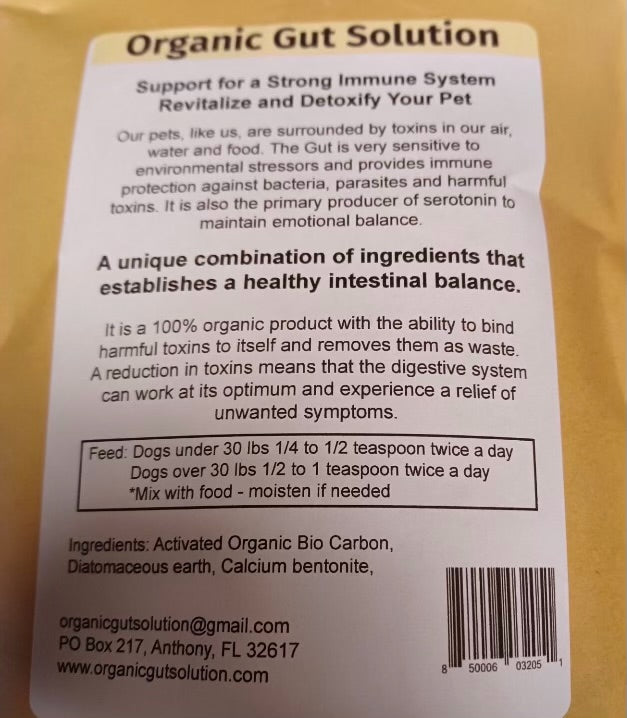 Organic Gut Solution
Support for a Strong Immune System
Revitalize and Detoxify Your Pet
Our pets, like us, are surrounded by toxins in our air,
water and food. The Gut is very sensitive to
environmental stressors and provides immune
protection against bacteria, parasites and harmful
toxins. It is also the primary producer of serotonin to
maintain emotional balance.
A unique combination of ingredients that
establishes a healthy intestinal balance.
It is a 100% organic product with the ability to bind
harmful toxins to itself and removes them as waste.
A reduction in toxins means that the digestive system
can work at its optimum and experience a relief of
unwanted symptoms.
Feed: Dogs under 30 lbs 1/4 to 1/2 teaspoon twice a day
Dogs over 30 lbs 1/2 to 1 teaspoon twice a day
*Mix with food - moisten if needed
Ingredients: Activated Organic Bio Carbon,
Diatomaceous earth, Calcium bentonite,
organicgutsolution@gmail.com
PO Box 217, Anthony, FL 32617
www.organicgutsolution.com
8 50006 03205 1